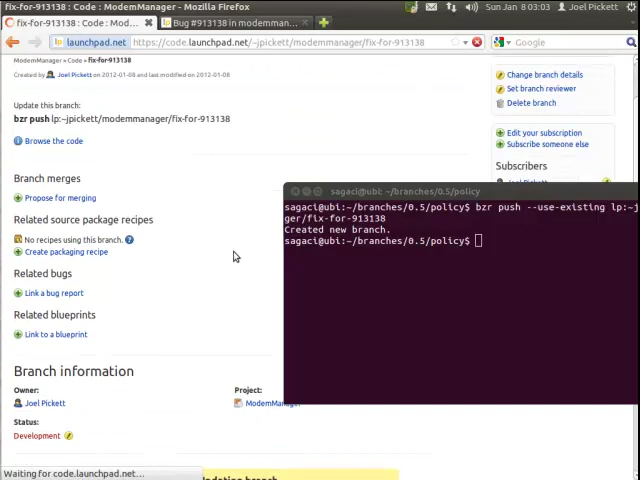 fix-for-913138 : Code : ModemManager - Mozilla Firefox
Sun Jan 8 03:03
Joel Pickett
fix-for-913138 : Code : Mod...
Bug #913138 in modemman...
launchpad.net
https://code.launchpad.net/~jpickett/modemmanager/fix-for-913138
Google
ModemManager » Code » fix-for-913138
Created by Joel Pickett on 2012-01-08 and last modified on 2012-01-08
Change branch details
Set branch reviewer
Delete branch
Update this branch:
bzr push lp:~jpickett/modemmanager/fix-for-913138
Edit your subscription
Subscribe someone else
Browse the code
Subscribers
Branch merges
Propose for merging
sagaci@ubi: ~/branches/0.5/policy
Related source package recipes
sagaci@ubi:~/branches/0.5/policy$ bzr push --use-existing lp:~j
ger/fix-for-913138
Created new branch.
sagaci@ubi:~/branches/0.5/policy$
No recipes using this branch.
Create packaging recipe
Related bugs
Link a bug report
Related blueprints
Link to a blueprint
Branch information
Owner:
Joel Pickett
Project:
ModemManager
Status:
Development
Waiting for code.launchpad.net...
Updating branch